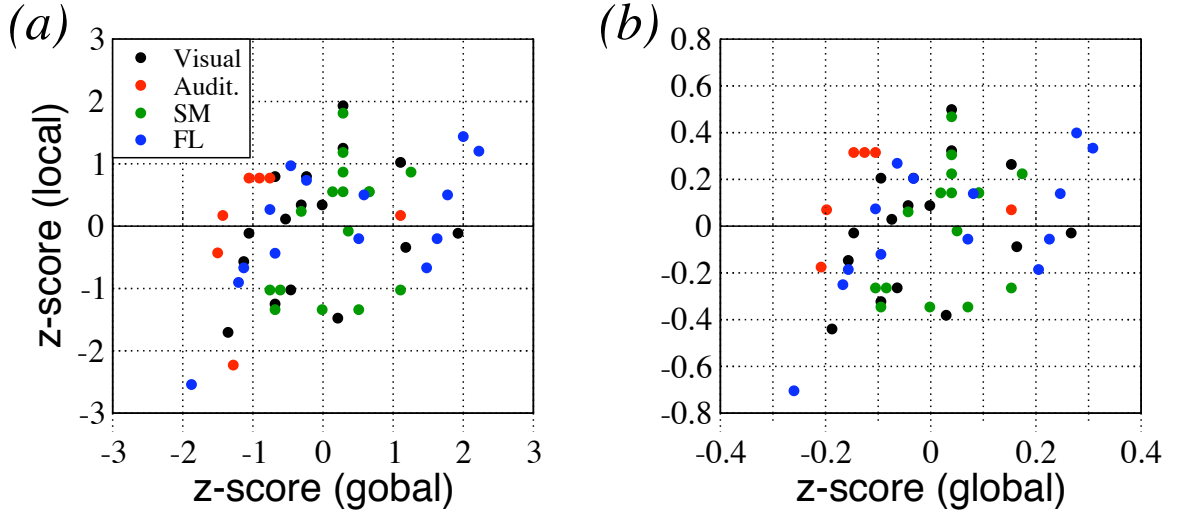 (a)
3
2
1
0
-1
-2
-3
z-score (local)
Visual
Audit.
SM
FL
-3 -2 -1 0 1 2 3
z-score (gobal)
(b)
0.8
0.6
0.4
0.2
0
-0.2
-0.4
-0.6
-0.8
-0.4 -0.2 0 0.2 0.4
z-score (global)